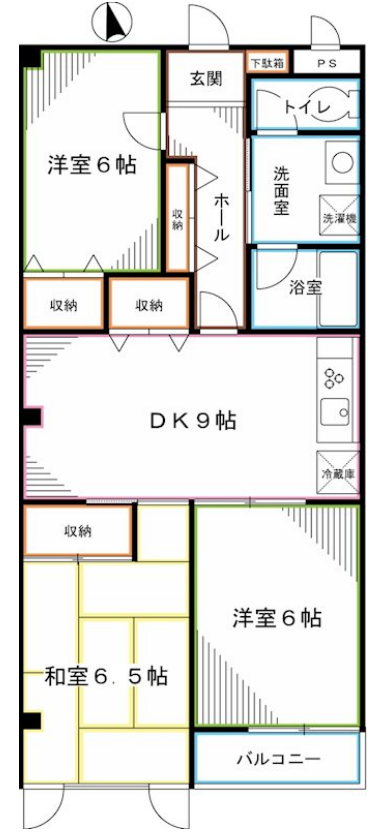 下駄箱
ＰＳ
玄関
トイレ
洋室６帖
洗面室
収納
ホール
洗濯機
浴室
収納
収納
ＤＫ９帖
冷蔵庫
収納
洋室６帖
和室６．５帖
バルコニー